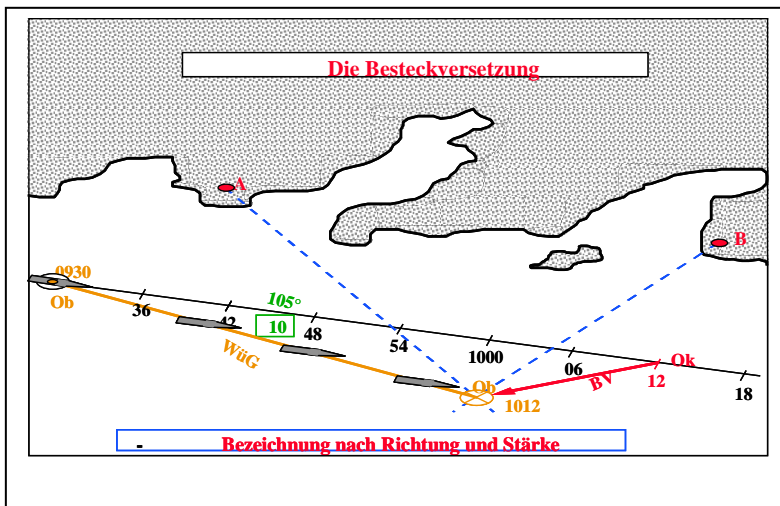 Die Besteckversetzung
A
B
0930
Ob
36
42
105°
10
48
54
1000
06
12
Ok
18
WüG
BV
Ob
1012
- Bezeichnung nach Richtung und Stärke